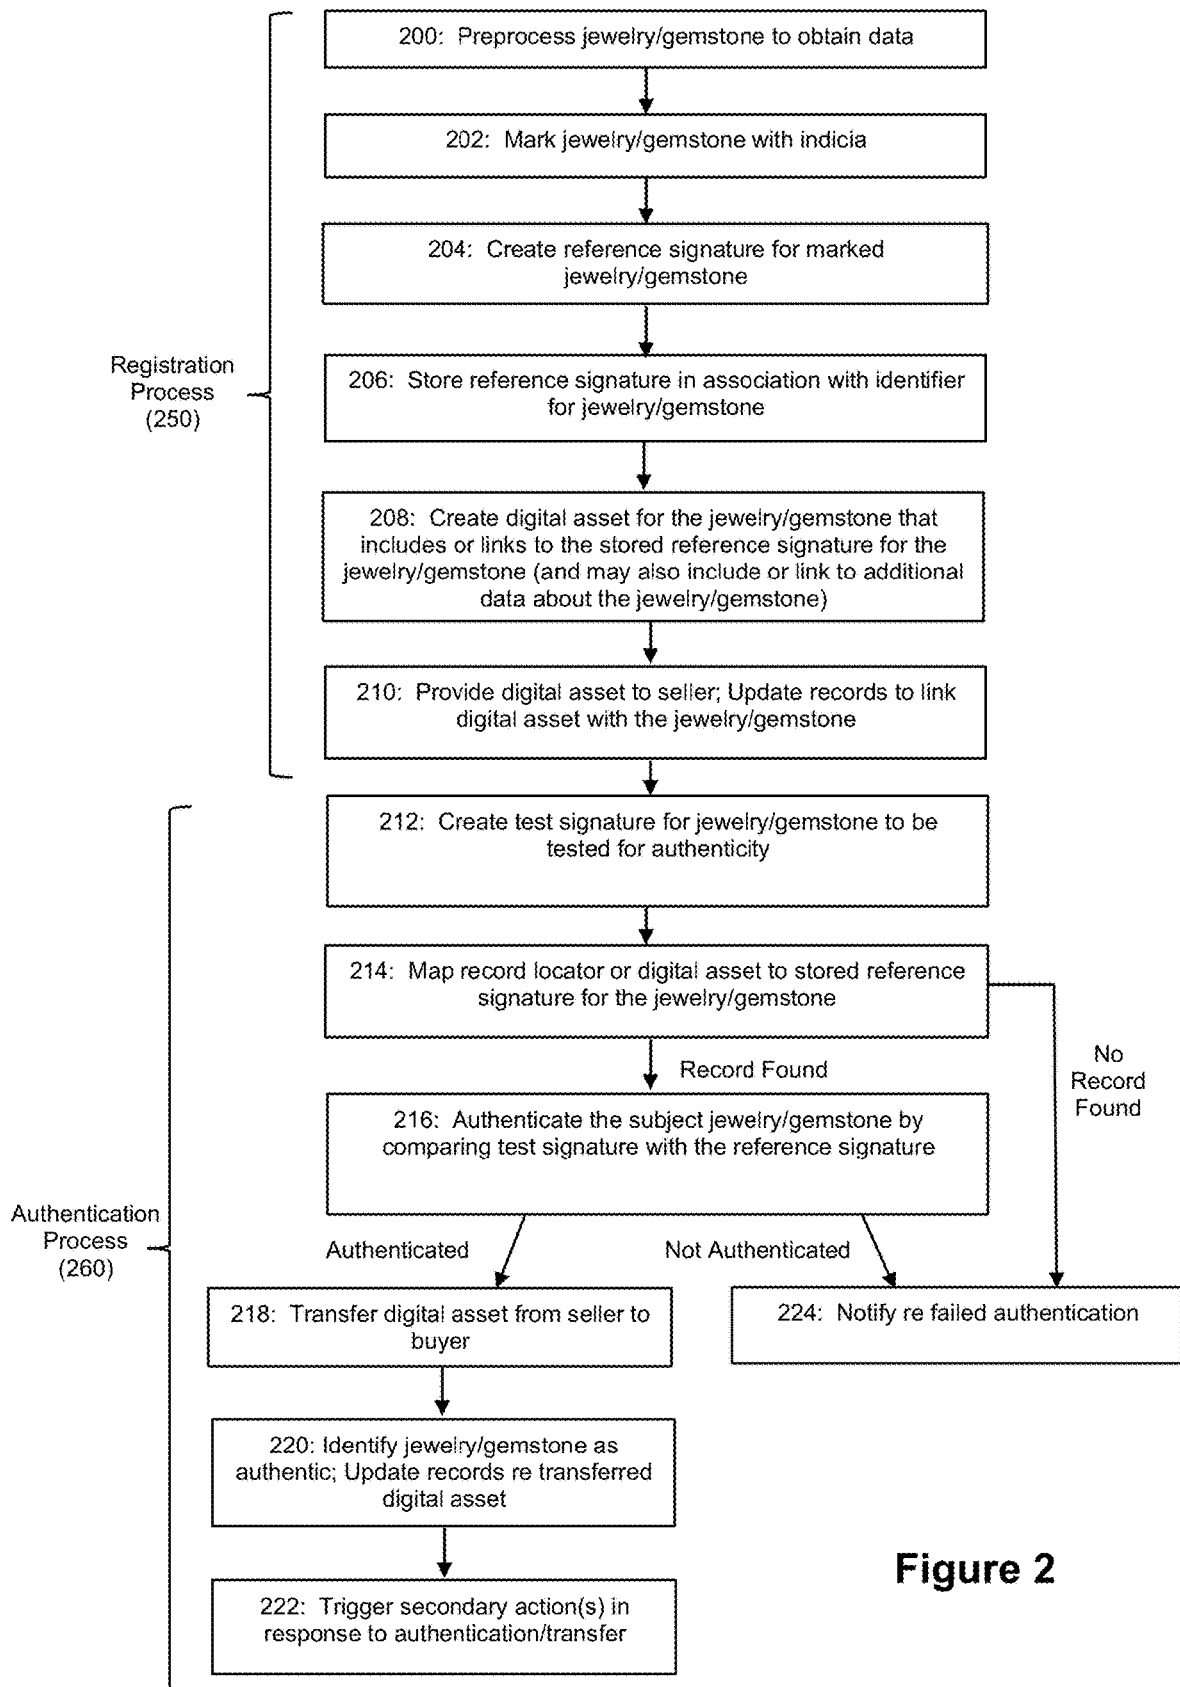 200: Preprocess jewelry/gemstone to obtain data
202: Mark jewelry/gemstone with indicia
204: Create reference signature for marked
jewelry/gemstone
206: Store reference signature in association with identifier
for jewelry/gemstone
Registration
Process
(250)
208: Create digital asset for the jewelry/gemstone that
includes or links to the stored reference signature for the
jewelry/gemstone (and may also include or link to additional
data about the jewelry/gemstone)
210: Provide digital asset to seller; Update records to link
digital asset with the jewelry/gemstone
212: Create test signature for jewelry/gemstone to be
tested for authenticity
214: Map record locator or digital asset to stored reference
signature for the jewelry/gemstone
Record Found
No
Record
Found
216: Authenticate the subject jewelry/gemstone by
comparing test signature with the reference signature
Authentication
Process
(260)
Authenticated
Not Authenticated
218: Transfer digital asset from seller to
buyer
224: Notify re failed authentication
220: Identify jewelry/gemstone as
authentic; Update records re transferred
digital asset
222: Trigger secondary action(s) in
response to authentication/transfer
Figure 2